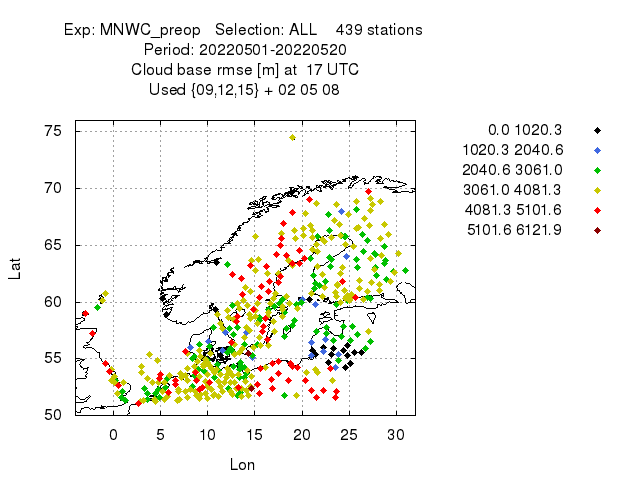 Exp: MNWC_preop Selection: ALL 439 stations
Period: 20220501-20220520
Cloud base rmse [m] at 17 UTC
Used {09,12,15} + 02 05 08
75
70
65
60
55
50
Lat
0 5 10 15 20 25 30
Lon
0.0 1020.3
1020.3 2040.6
2040.6 3061.0
3061.0 4081.3
4081.3 5101.6
5101.6 6121.9